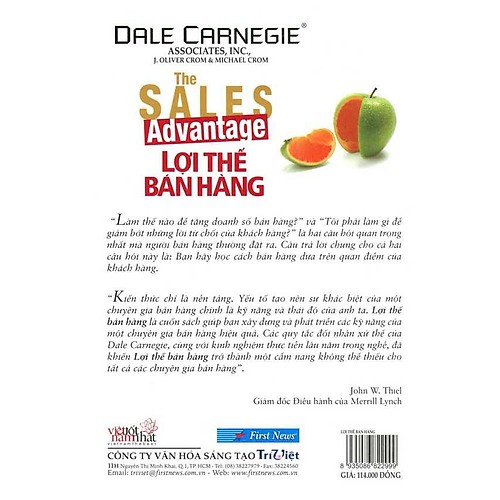 DALE CARNEGIE®
ASSOCIATES, INC.,
J. OLIVER CROM & MICHAEL CROM
The
SALES
Advantage
LỢI THẾ
BÁN HÀNG
"Làm thế nào để tăng doanh số bán hàng?" và "Tôi phải làm gì để
giảm bớt những lời từ chối của khách hàng?" là hai câu hỏi quan trọng
nhất mà người bán hàng thường đặt ra. Câu trả lời chung cho cả hai
câu hỏi này là: Bạn hãy học cách bán hàng dựa trên quan điểm của
khách hàng.
"Kiến thức chỉ là nền tảng. Yếu tố tạo nên sự khác biệt của một
chuyên gia bán hàng chính là kỹ năng và thái độ của anh ta. Lợi thế
bán hàng là cuốn sách giúp bạn xây dựng và phát triển các kỹ năng của
một chuyên gia bán hàng hiệu quả. Các quy tắc đối nhân xử thế của
Dale Carnegie, cùng với kinh nghiệm thực tiễn lâu năm trong nghề, đã
khiến Lợi thế bán hàng trở thành một cẩm nang không thể thiếu cho
tất cả các chuyên gia bán hàng".
John W. Thiel
Giám đốc Điều hành của Merrill Lynch
việt nam
tốt nhất
First News®
CÔNG TY VĂN HÓA SÁNG TẠO TríViệt
11H Nguyễn Thị Minh Khai, Q.1, TP. HCM - Tel: (08) 38227979 - Fax: 38224560
Email: triviet@firstnews.com.vn - Web: www.firstnews.com.vn
LỢI THẾ BÁN HÀNG
8 935086 822999
GIÁ: 114.000 ĐỒNG